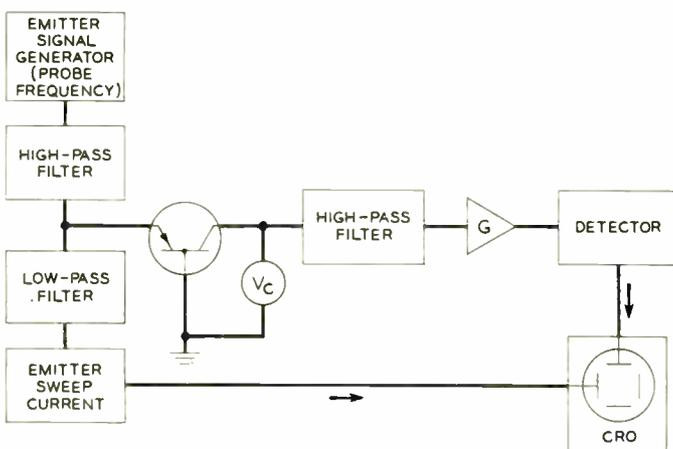 EMITTER
SIGNAL
GENERATOR
(PROBE
FREQUENCY)
HIGH-PASS
FILTER
LOW-PASS
.FILTER
EMITTER
SWEEP
CURRENT
VC
HIGH-PASS
FILTER
G
DETECTOR
CRO